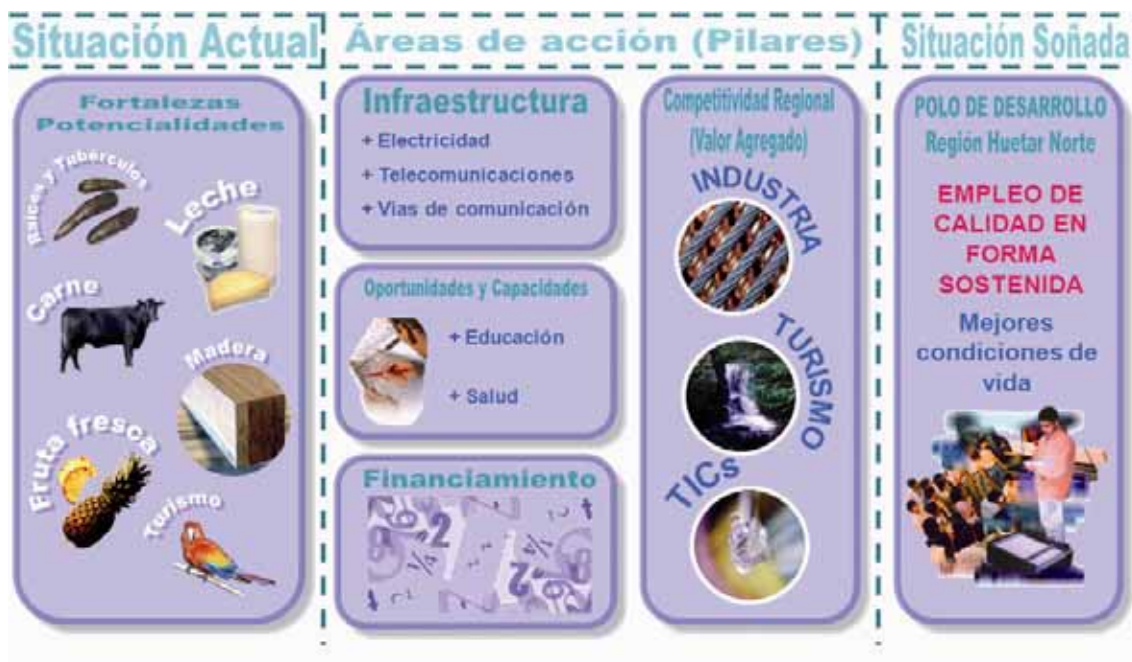 Situación Actual
Áreas de acción (Pilares)
Situación Soñada
Fortalezas
Potencialidades
Raíces y Tubérculos
Leche
Carne
Madera
Fruta fresca
Turismo
Infraestructura
+ Electricidad
+ Telecomunicaciones
+ Vias de comunicación
Oportunidades y Capacidades
+ Educación
+ Salud
Financiamiento
Competitividad Regional
(Valor Agregado)
INDUSTRIA
TURISMO
TICs
POLO DE DESARROLLO
Región Huetar Norte
EMPLEO DE
CALIDAD EN
FORMA
SOSTENIDA
Mejores
condiciones de
vida